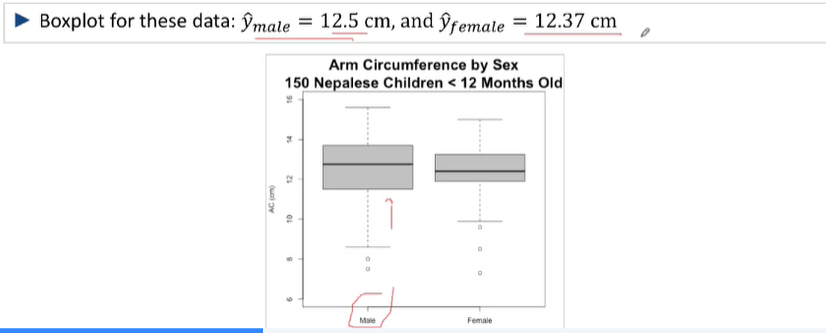 ▶ Boxplot for these data: ŷmale = 12.5 cm, and ŷfemale = 12.37 cm
Arm Circumference by Sex
150 Nepalese Children < 12 Months Old
16
14
12
AC (cm)
10
8
6
Male
Female